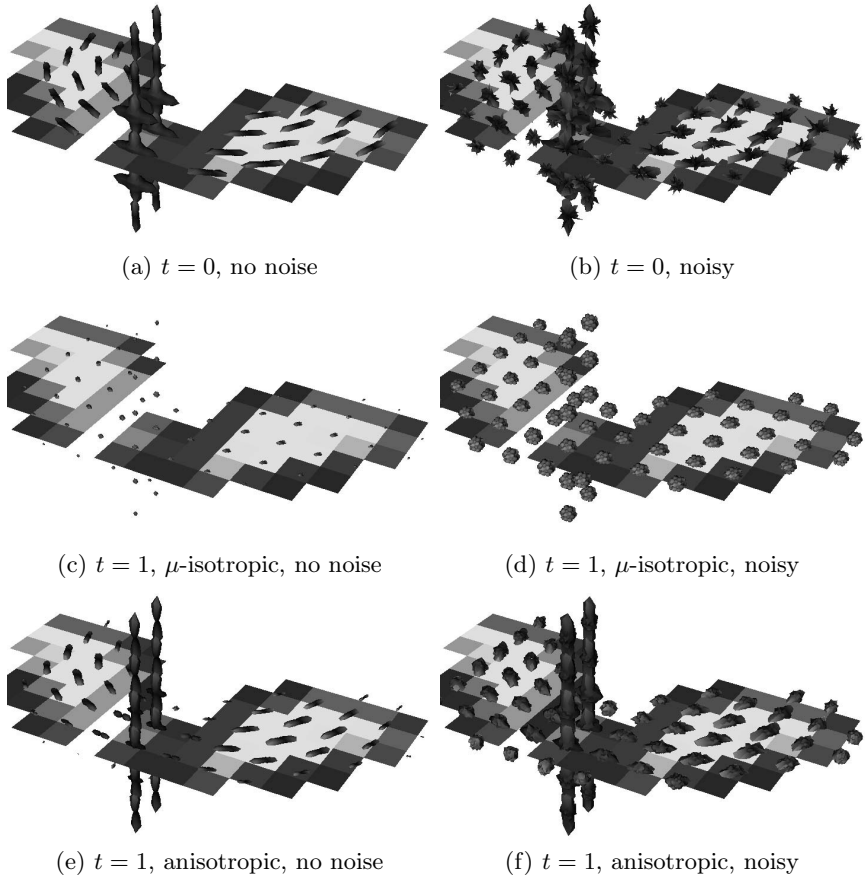 (a) t = 0, no noise
(b) t = 0, noisy
(c) t = 1, μ-isotropic, no noise
(d) t = 1, μ-isotropic, noisy
(e) t = 1, anisotropic, no noise
(f) t = 1, anisotropic, noisy